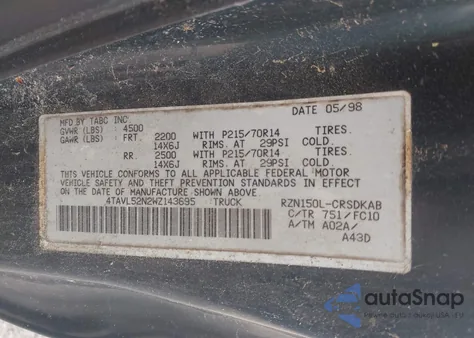 MFD BY TABC INC DATE 05/98
GVWR (LBS) 4500
GAWR (LBS) FRT. 2200 WITH P215/70R14 TIRES.
14X6J RIMS. AT 29PSI COLD.
RR. 2500 WITH P215/70R14 TIRES.
14X6J RIMS. AT 29PSI COLD.
THIS VEHICLE CONFORMS TO ALL APPLICABLE FEDERAL MOTOR
VEHICLE SAFETY AND BUMPER STANDARDS IN EFFECT
ON THE DATE OF MANUFACTURE SHOWN ABOVE.
4TAVL52N2WZ143695 TRUCK RZN150L-CRSDKAB
C/TR 751/FC10
A/TM A02A/
A43D
autoSnap